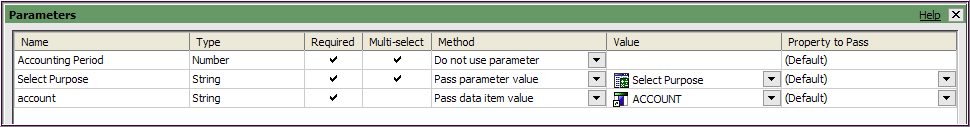 Parameters Help
Name Type Required Multi-select Method Value Property to Pass
Accounting Period Number Do not use parameter (Default)
Select Purpose String Pass parameter value Select Purpose (Default)
account String Pass data item value ACCOUNT (Default)